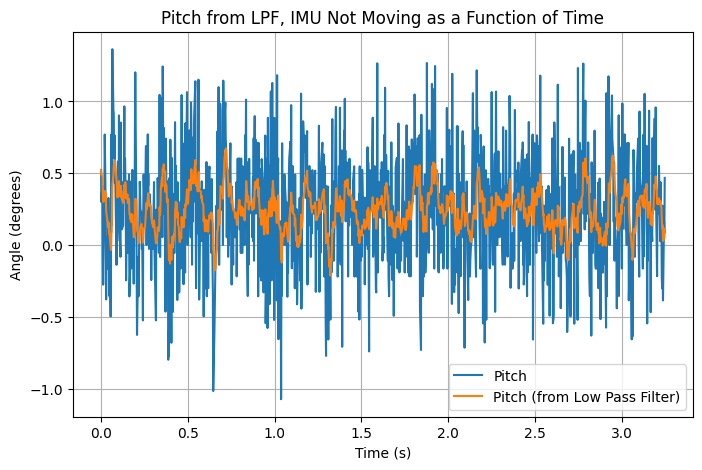 Pitch from LPF, IMU Not Moving as a Function of Time
Angle (degrees)
1.0
0.5
0.0
−0.5
−1.0
0.0 0.5 1.0 1.5 2.0 2.5 3.0
Time (s)
Pitch
Pitch (from Low Pass Filter)